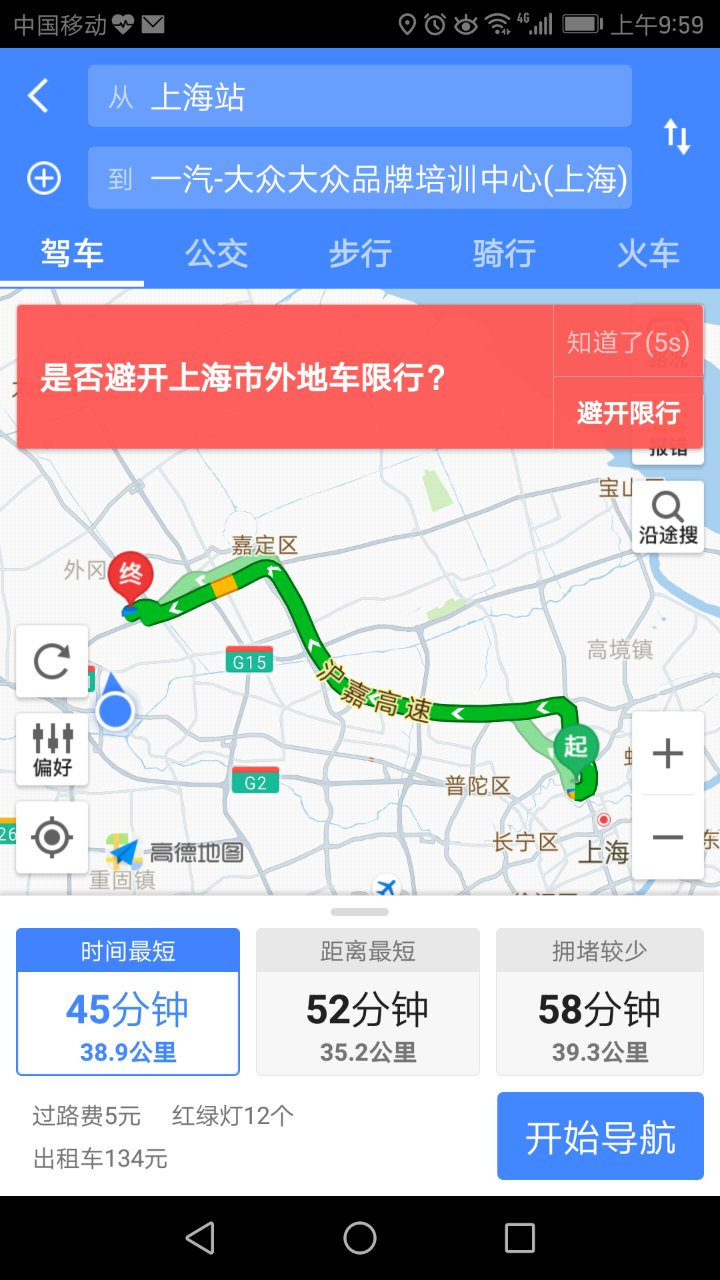 中国移动
4G
上午9:59
从 上海站
到 一汽-大众大众品牌培训中心(上海)
驾车 公交 步行 骑行 火车
是否避开上海市外地车限行?
知道了(5s)
避开限行
报错
宝山区
沿途搜
嘉定区
外冈
终
高境镇
G15
沪嘉高速
起
偏好
G2
普陀区
26
长宁区
上海
东
高德地图
重固镇
时间最短
45分钟
38.9公里
距离最短
52分钟
35.2公里
拥堵较少
58分钟
39.3公里
过路费5元 红绿灯12个
出租车134元
开始导航